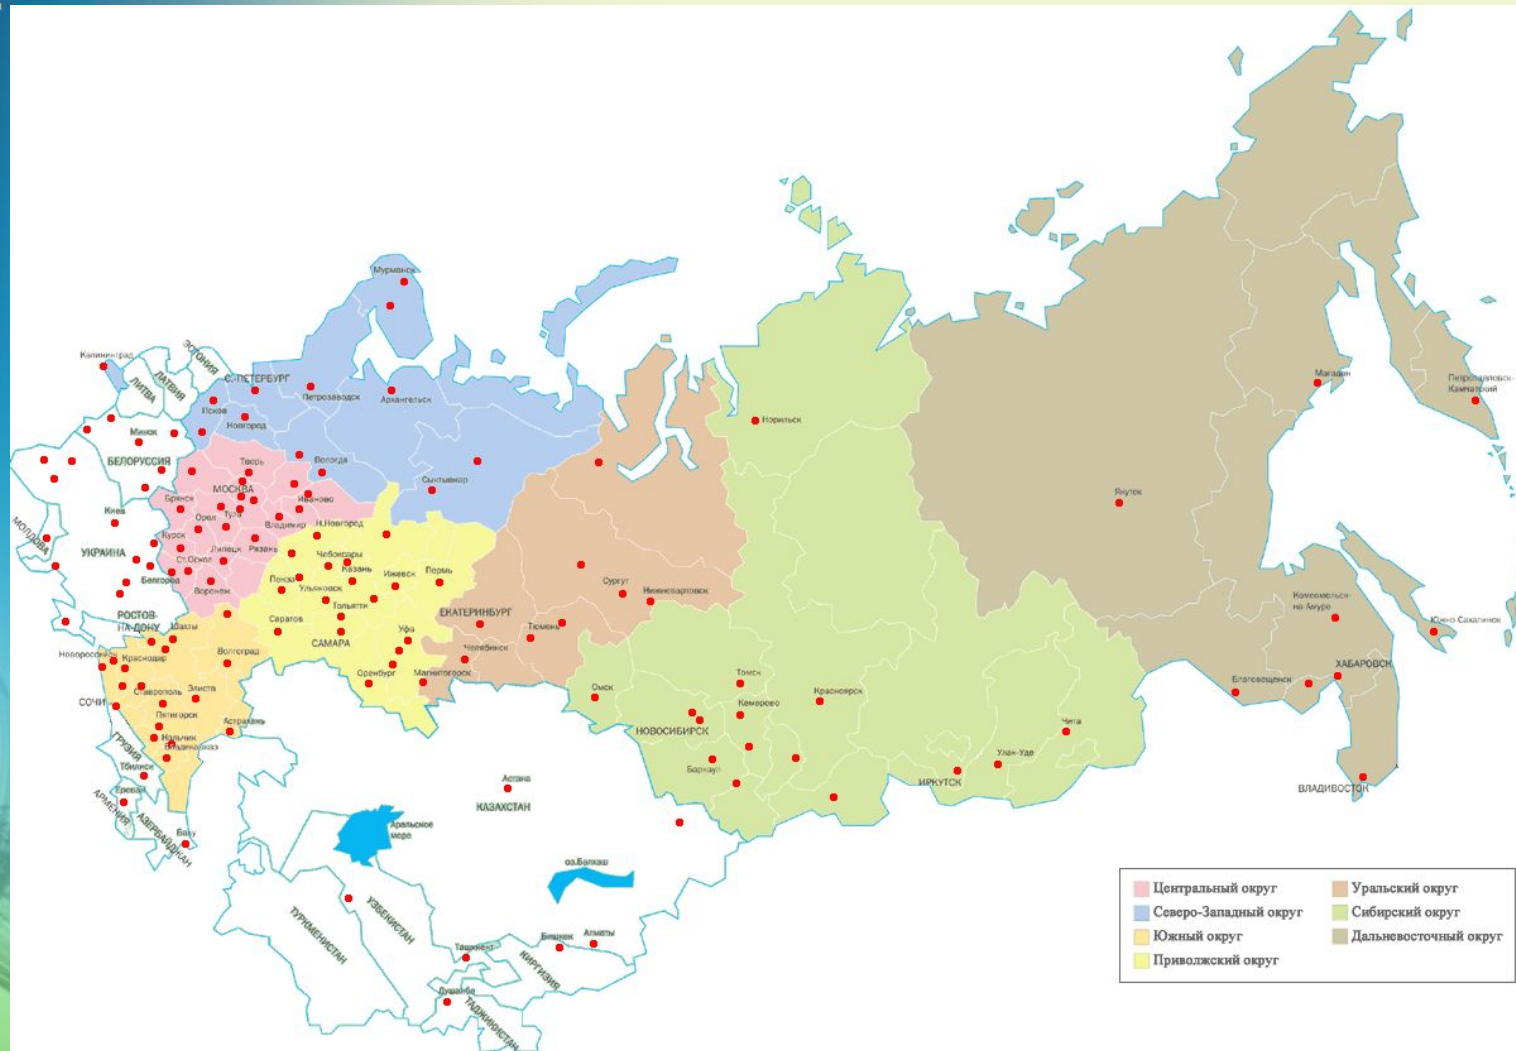 Мурманск
Калининград
ЭСТОНИЯ
ЛАТВИЯ
ЛИТВА
С.-ПЕТЕРБУРГ
Петрозаводск
Архангельск
Псков
Новгород
Магадан
Петропавловск-
Камчатский
Норильск
Минск
БЕЛОРУССИЯ
Тверь
Вологда
Сыктывкар
МОСКВА
Якутск
Брянск
Иваново
Киев
Орел
Тула
Владимир
Н.Новгород
МОЛДОВА
УКРАИНА
Курск
Липецк
Рязань
Чебоксары
Ст.Оскол
Казань
Белгород
Воронеж
Пенза
Ульяновск
Ижевск
Пермь
Сургут
Нижневартовск
Тольятти
РОСТОВ-
НА-ДОНУ
Шахты
Саратов
САМАРА
ЕКАТЕРИНБУРГ
Тюмень
Комсомольск-
на Амуре
Южно-Сахалинск
Уфа
Новороссийск
Краснодар
Волгоград
Челябинск
Оренбург
Магнитогорск
ХАБАРОВСК
Благовещенск
Томск
Омск
Красноярск
Кемерово
СОЧИ
Ставрополь
Элиста
Пятигорск
Астрахань
НОВОСИБИРСК
Чита
Нальчик
Владикавказ
ГРУЗИЯ
Тбилиси
Барнаул
Улан-Уде
ИРКУТСК
ВЛАДИВОСТОК
Ереван
АРМЕНИЯ
АЗЕРБАЙДЖАН
Баку
Астана
КАЗАХСТАН
Аральское
море
оз.Балхаш
ТУРКМЕНИСТАН
УЗБЕКИСТАН
Ташкент
Бишкек
Алматы
КИРГИЗИЯ
Душанбе
ТАДЖИКИСТАН
Центральный округ
Северо-Западный округ
Южный округ
Приволжский округ
Уральский округ
Сибирский округ
Дальневосточный округ